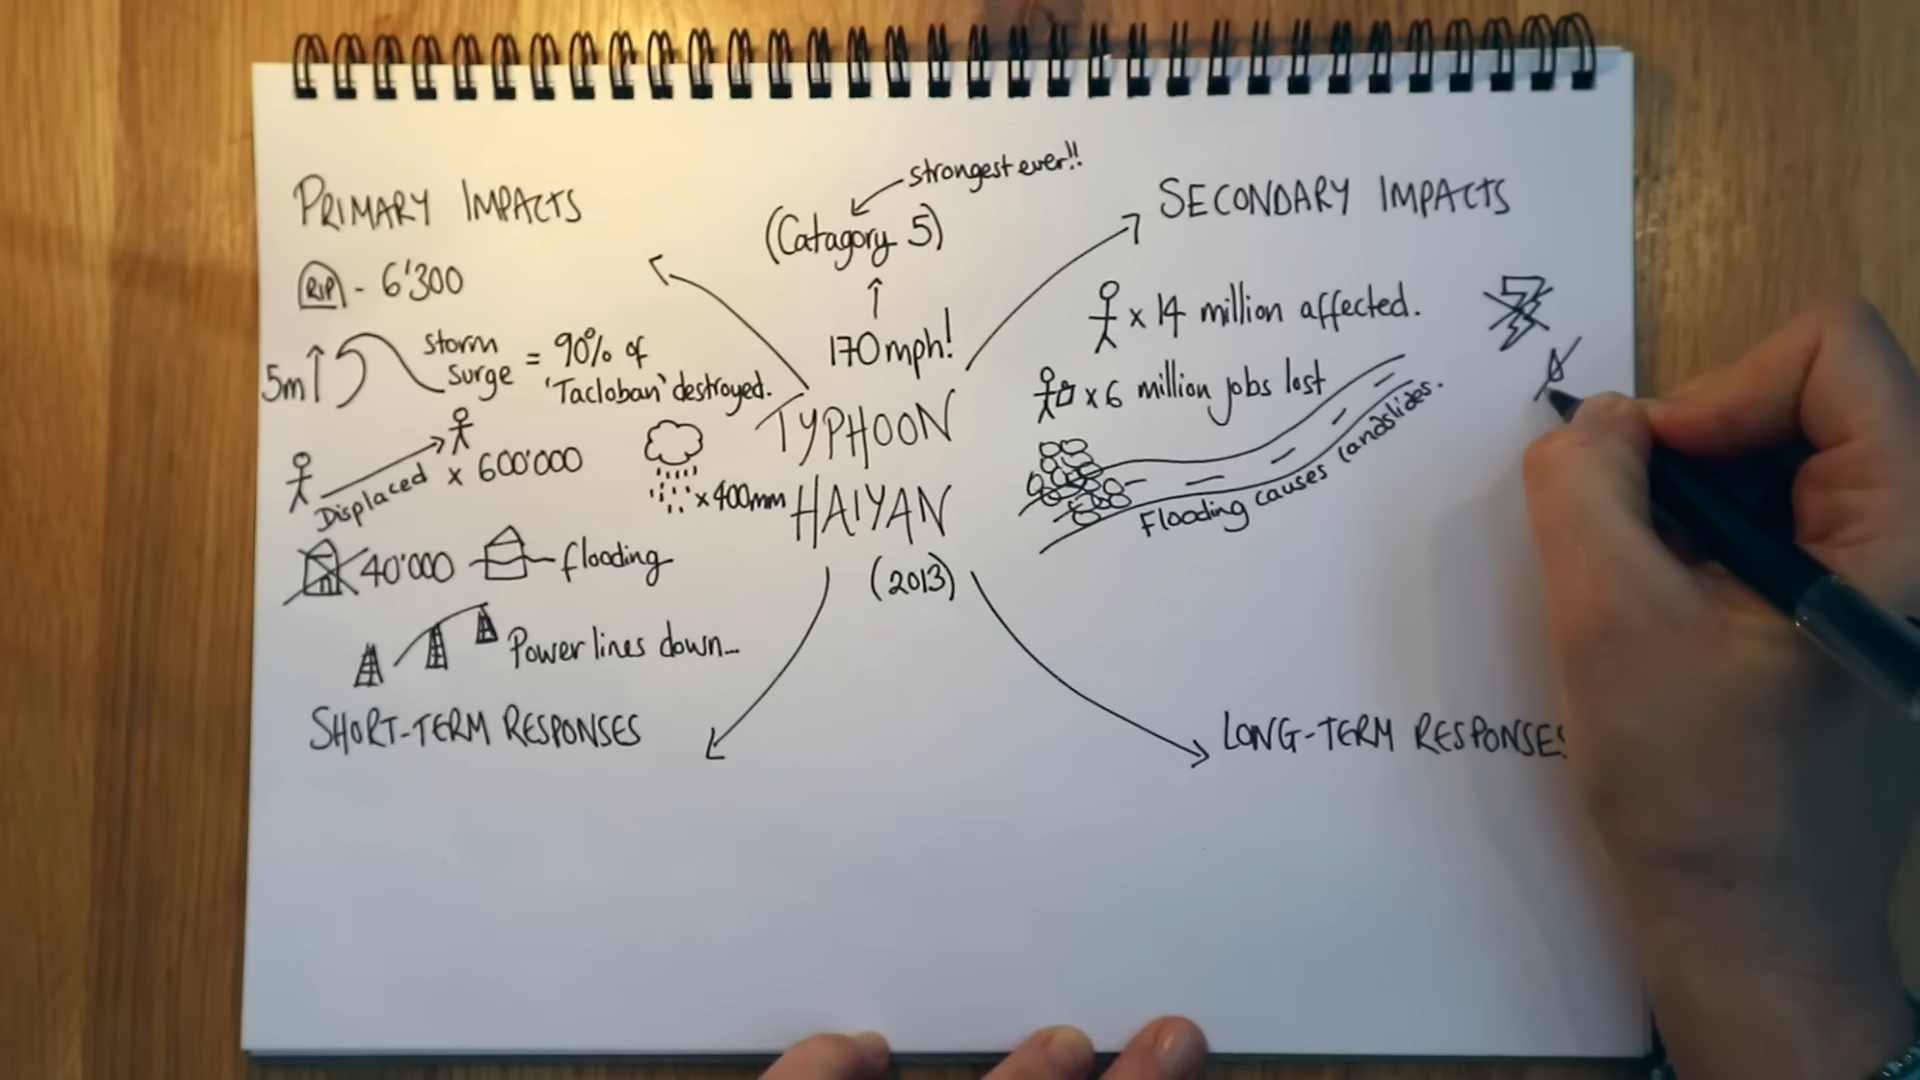 strongest ever!!
(Catagory 5)
170mph!
TYPHOON
HAIYAN
(2013)
PRIMARY IMPACTS
RIP - 6'300
5m
storm
surge = 90% of
'Tacloban' destroyed.
Displaced x 600'000
x 400mm
40'000 flooding
Power lines down...
SECONDARY IMPACTS
x 14 million affected.
x 6 million jobs lost
Flooding causes landslides.
SHORT-TERM RESPONSES
LONG-TERM RESPONSES